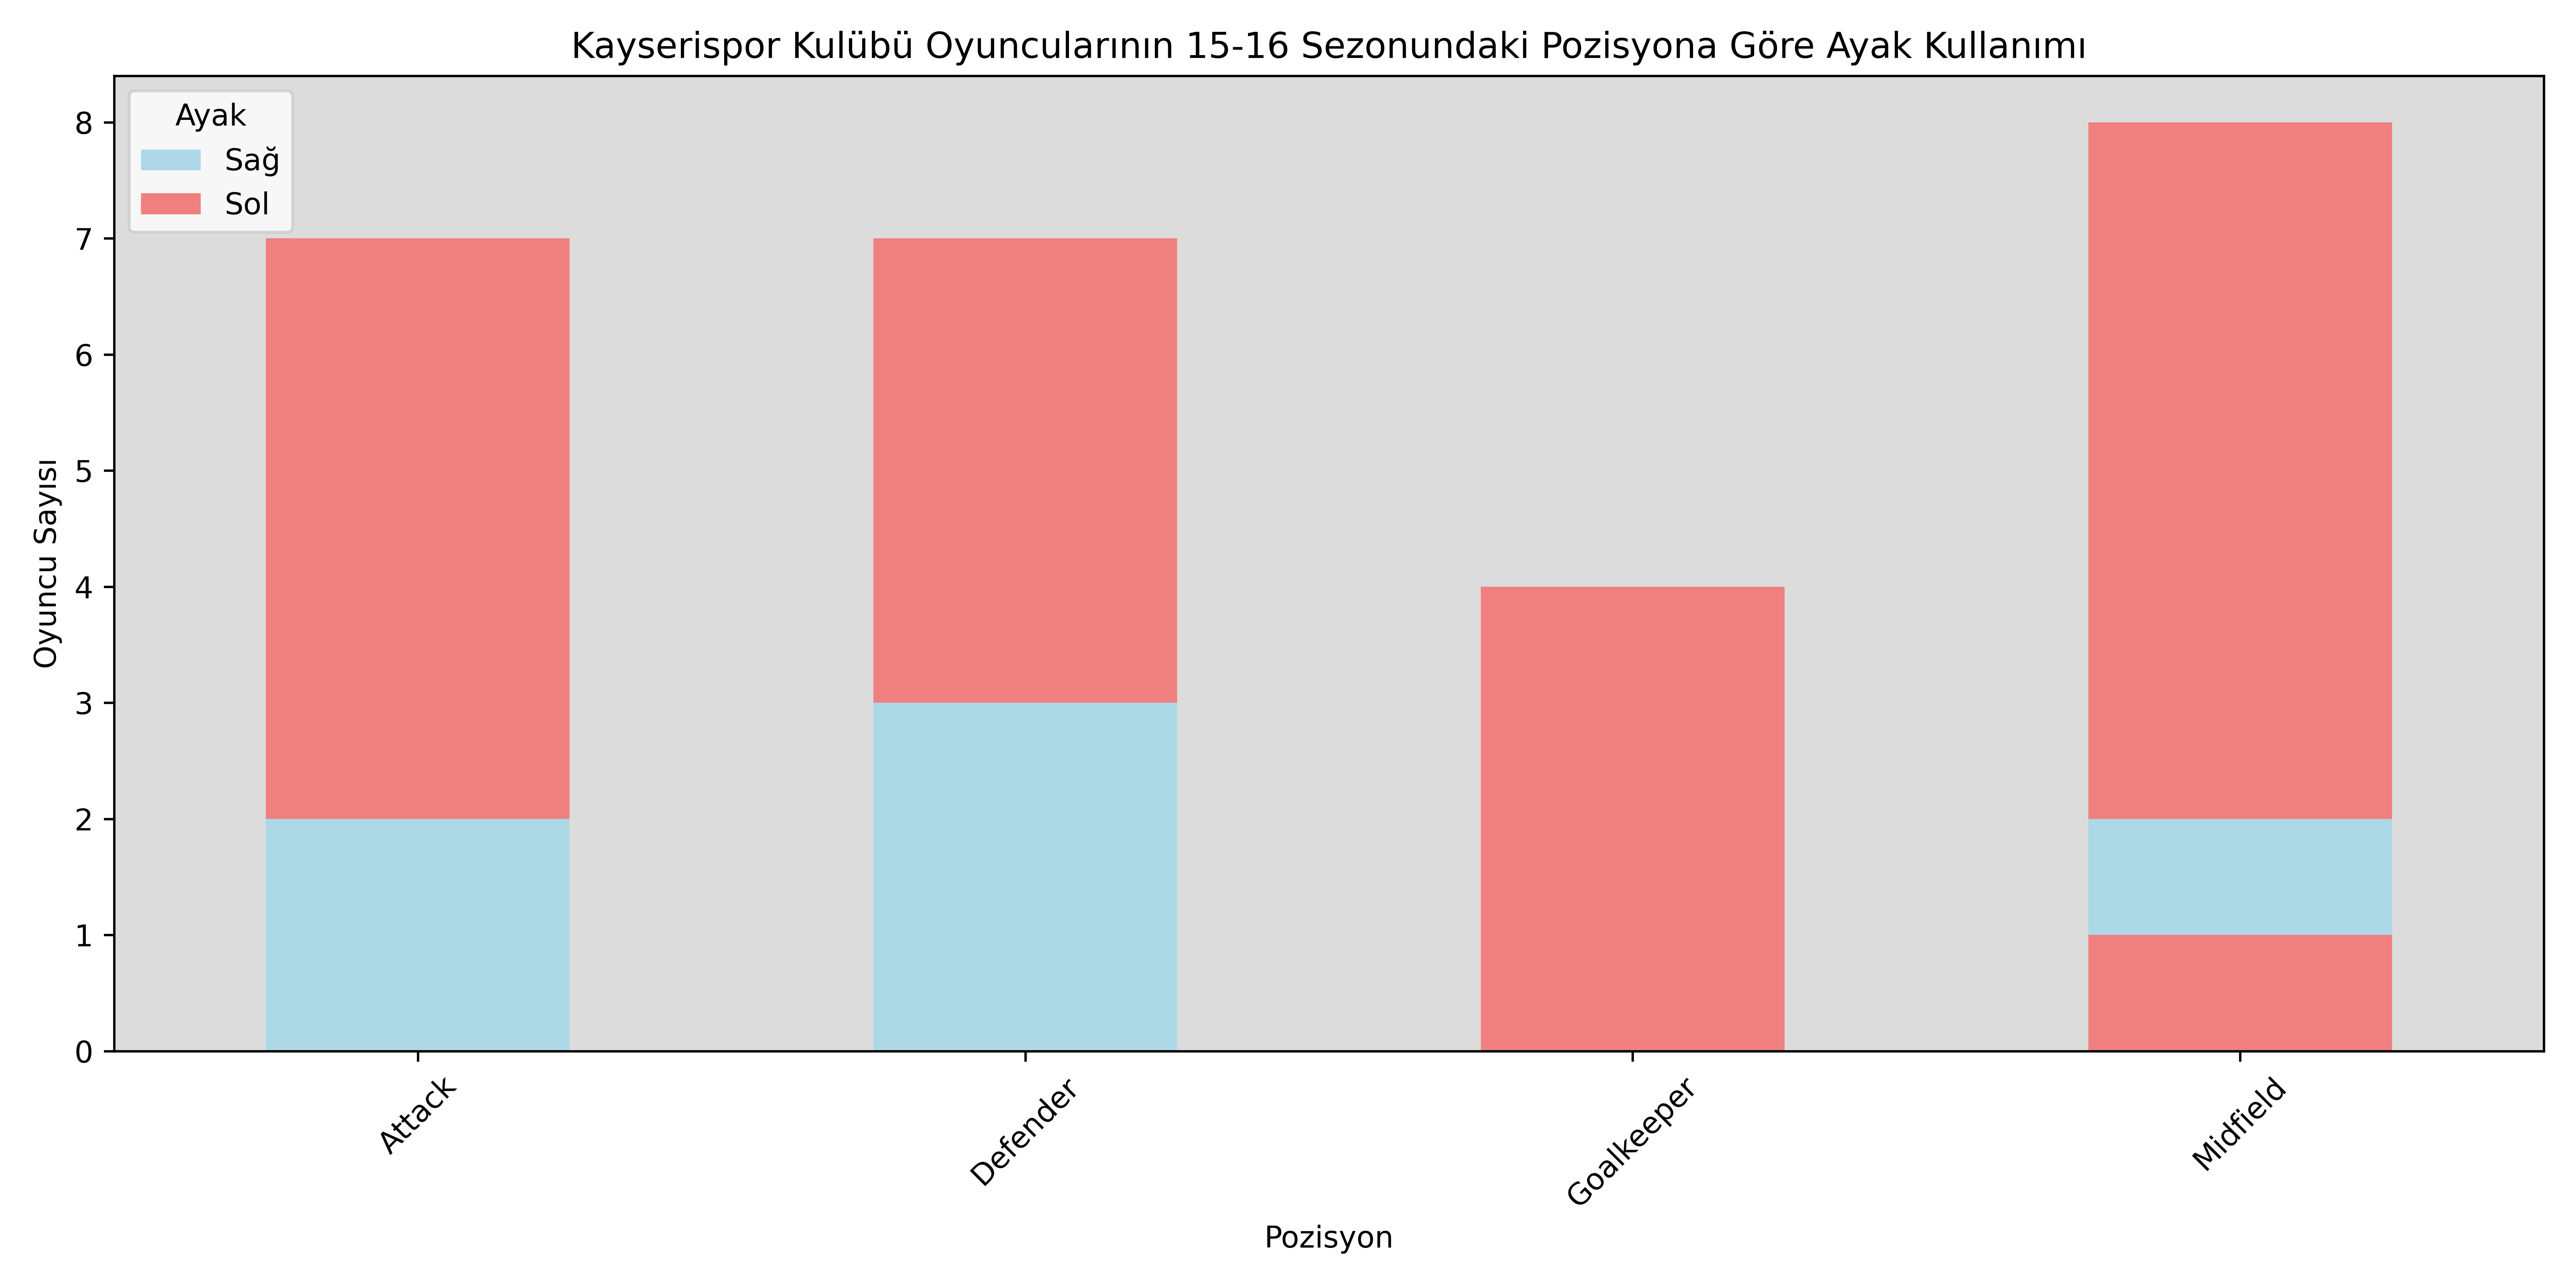 Kayserispor Kulübü Oyuncularının 15-16 Sezonundaki Pozisyona Göre Ayak Kullanımı
Ayak
Sağ
Sol
8
7
6
5
4
3
2
1
0
Oyuncu Sayısı
Attack
Defender
Goalkeeper
Midfield
Pozisyon